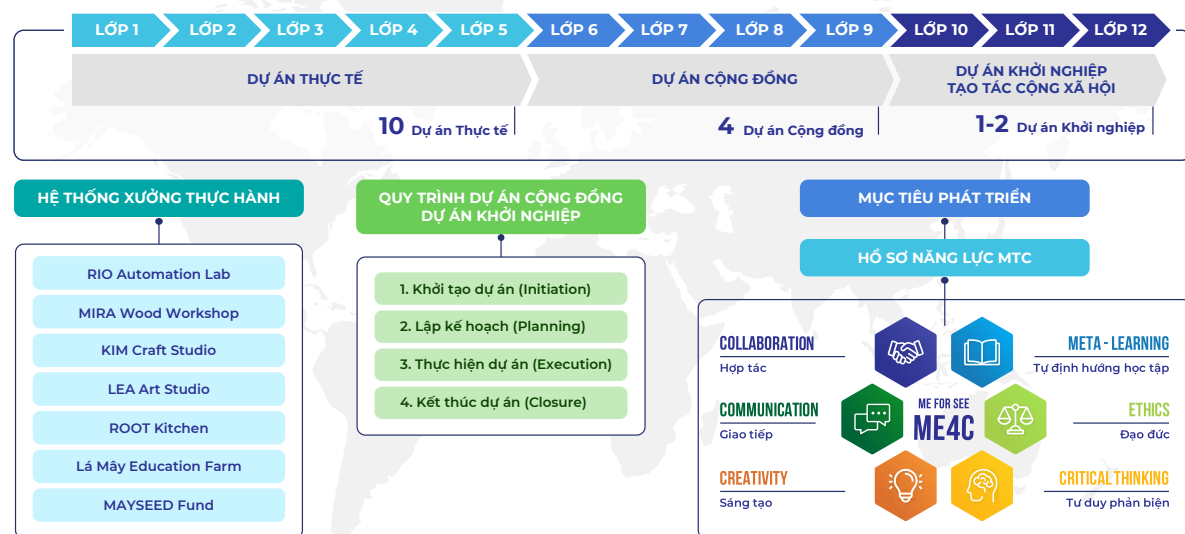 LỚP 1
LỚP 2
LỚP 3
LỚP 4
LỚP 5
LỚP 6
LỚP 7
LỚP 8
LỚP 9
LỚP 10
LỚP 11
LỚP 12
DỰ ÁN THỰC TẾ
DỰ ÁN CỘNG ĐỒNG
DỰ ÁN KHỞI NGHIỆP
TẠO TÁC CỘNG XÃ HỘI
10 Dự án Thực tế
4 Dự án Cộng đồng
1-2 Dự án Khởi nghiệp
HỆ THỐNG XƯỞNG THỰC HÀNH
RIO Automation Lab
MIRA Wood Workshop
KIM Craft Studio
LEA Art Studio
ROOT Kitchen
Lá Mây Education Farm
MAYSEED Fund
QUY TRÌNH DỰ ÁN CỘNG ĐỒNG
DỰ ÁN KHỞI NGHIỆP
1. Khởi tạo dự án (Initiation)
2. Lập kế hoạch (Planning)
3. Thực hiện dự án (Execution)
4. Kết thúc dự án (Closure)
MỤC TIÊU PHÁT TRIỂN
HỒ SƠ NĂNG LỰC MTC
COLLABORATION
Hợp tác
COMMUNICATION
Giao tiếp
CREATIVITY
Sáng tạo
ME FOR SEE
ME4C
META - LEARNING
Tự định hướng học tập
ETHICS
Đạo đức
CRITICAL THINKING
Tư duy phản biện